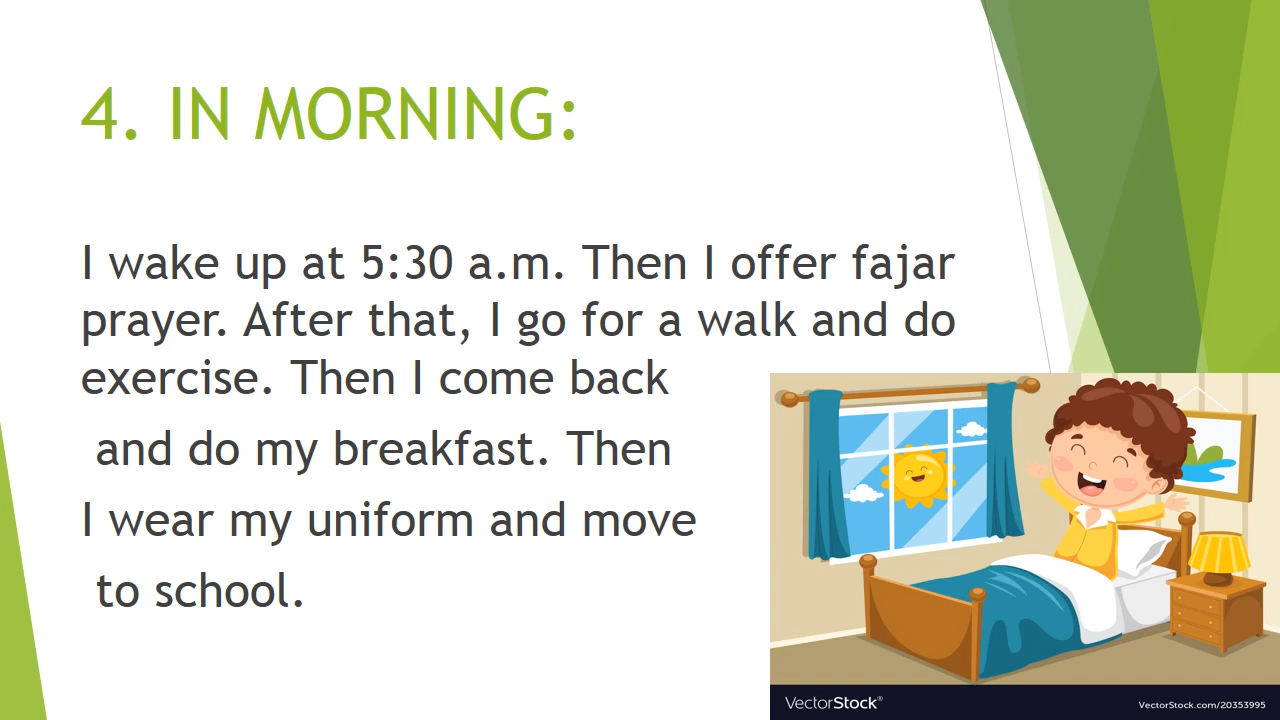 4. IN MORNING:
I wake up at 5:30 a.m. Then I offer fajar
prayer. After that, I go for a walk and do
exercise. Then I come back
and do my breakfast. Then
I wear my uniform and move
to school.
VectorStock®
VectorStock.com/20353995